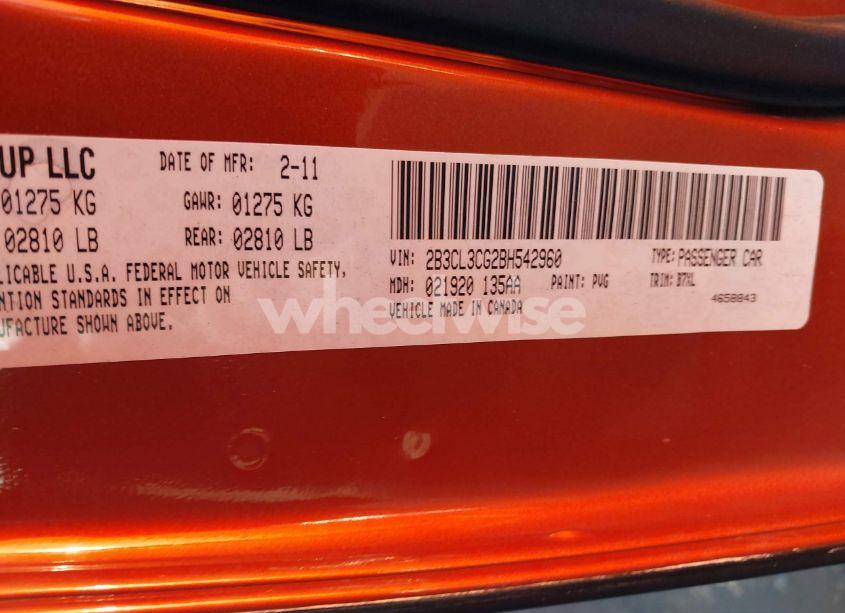 UP LLC DATE OF MFR: 2-11
01275 KG GAWR: 01275 KG
02810 LB REAR: 02810 LB
VIN: 2B3CL3CG2BH542960 TYPE: PASSENGER CAR
LICABLE U.S.A. FEDERAL MOTOR VEHICLE SAFETY,
MDH: 021920 135AA PAINT: PVG TRIM: B7XL
NTION STANDARDS IN EFFECT ON
VEHICLE MADE IN CANADA 4658843
UFACTURE SHOWN ABOVE.
wheelwise